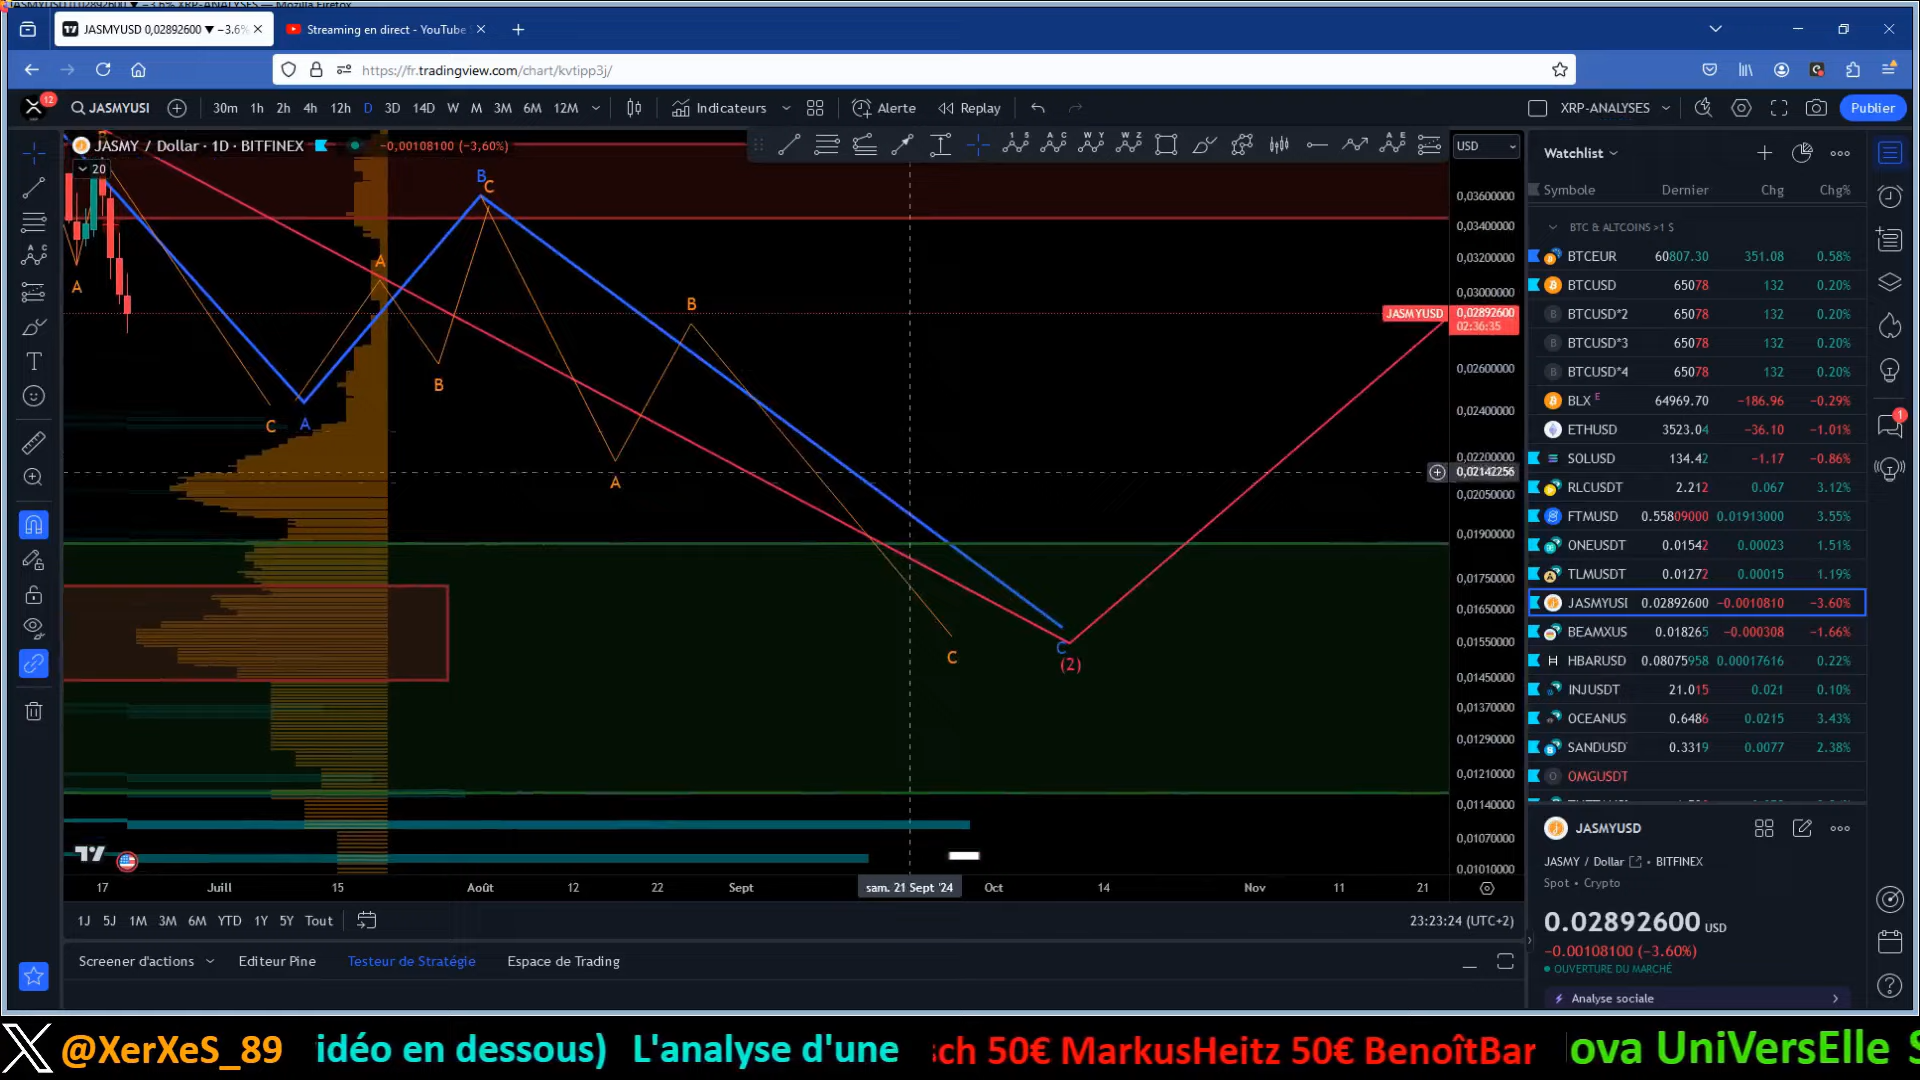 JASMYUSD 0,02892600 ▼ −3.6% XRP-ANALYSES — Mozilla Firefox
JASMYUSD 0,02892600 ▼ −3.6%
Streaming en direct - YouTube
https://fr.tradingview.com/chart/kvtipp3j/
12
JASMYUSI
30m 1h 2h 4h 12h D 3D 14D W M 3M 6M 12M
Indicateurs
Alerte
Replay
XRP-ANALYSES
Publier
JASMY / Dollar · 1D · BITFINEX
−0,00108100 (−3,60%)
20
USD
Watchlist
Symbole Dernier Chg Chg%
BTC & ALTCOINS >1 $
BTCEUR 60807.30 351.08 0.58%
BTCUSD 65078 132 0.20%
BTCUSD*2 65078 132 0.20%
BTCUSD*3 65078 132 0.20%
BTCUSD*4 65078 132 0.20%
BLX E 64969.70 −186.96 −0.29%
ETHUSD 3523.04 −36.10 −1.01%
SOLUSD 134.42 −1.17 −0.86%
RLCUSDT 2.212 0.067 3.12%
FTMUSD 0.55809000 0.01913000 3.55%
ONEUSDT 0.01542 0.00023 1.51%
TLMUSDT 0.01272 0.00015 1.19%
JASMYUSI 0.02892600 −0.0010810 −3.60%
BEAMXUS 0.018265 −0.000308 −1.66%
HBARUSD 0.08075958 0.00017616 0.22%
INJUSDT 21.015 0.021 0.10%
OCEANUS 0.6486 0.0215 3.43%
SANDUSD 0.3319 0.0077 2.38%
OMGUSDT
0,03600000
0,03400000
0,03200000
0,03000000
JASMYUSD 0,02892600
02:36:35
0,02600000
0,02400000
0,02200000
0,02142256
0,02050000
0,01900000
0,01750000
0,01650000
0,01550000
0,01450000
0,01370000
0,01290000
0,01210000
0,01140000
0,01070000
0,01010000
B
C
A
A
B
B
C
A
A
C
C
(2)
1
17 Juill 15 Août 12 22 Sept sam. 21 Sept '24 Oct 14 Nov 11 21
1J 5J 1M 3M 6M YTD 1Y 5Y Tout
23:23:24 (UTC+2)
Screener d'actions
Editeur Pine
Testeur de Stratégie
Espace de Trading
JASMYUSD
JASMY / Dollar • BITFINEX
Spot • Crypto
0.02892600 USD
−0.00108100 (−3.60%)
OUVERTURE DU MARCHÉ
Analyse sociale
@XerXeS_89 idéo en dessous) L'analyse d'une ch 50€ MarkusHeitz 50€ BenoîtBar ova UniVersElle